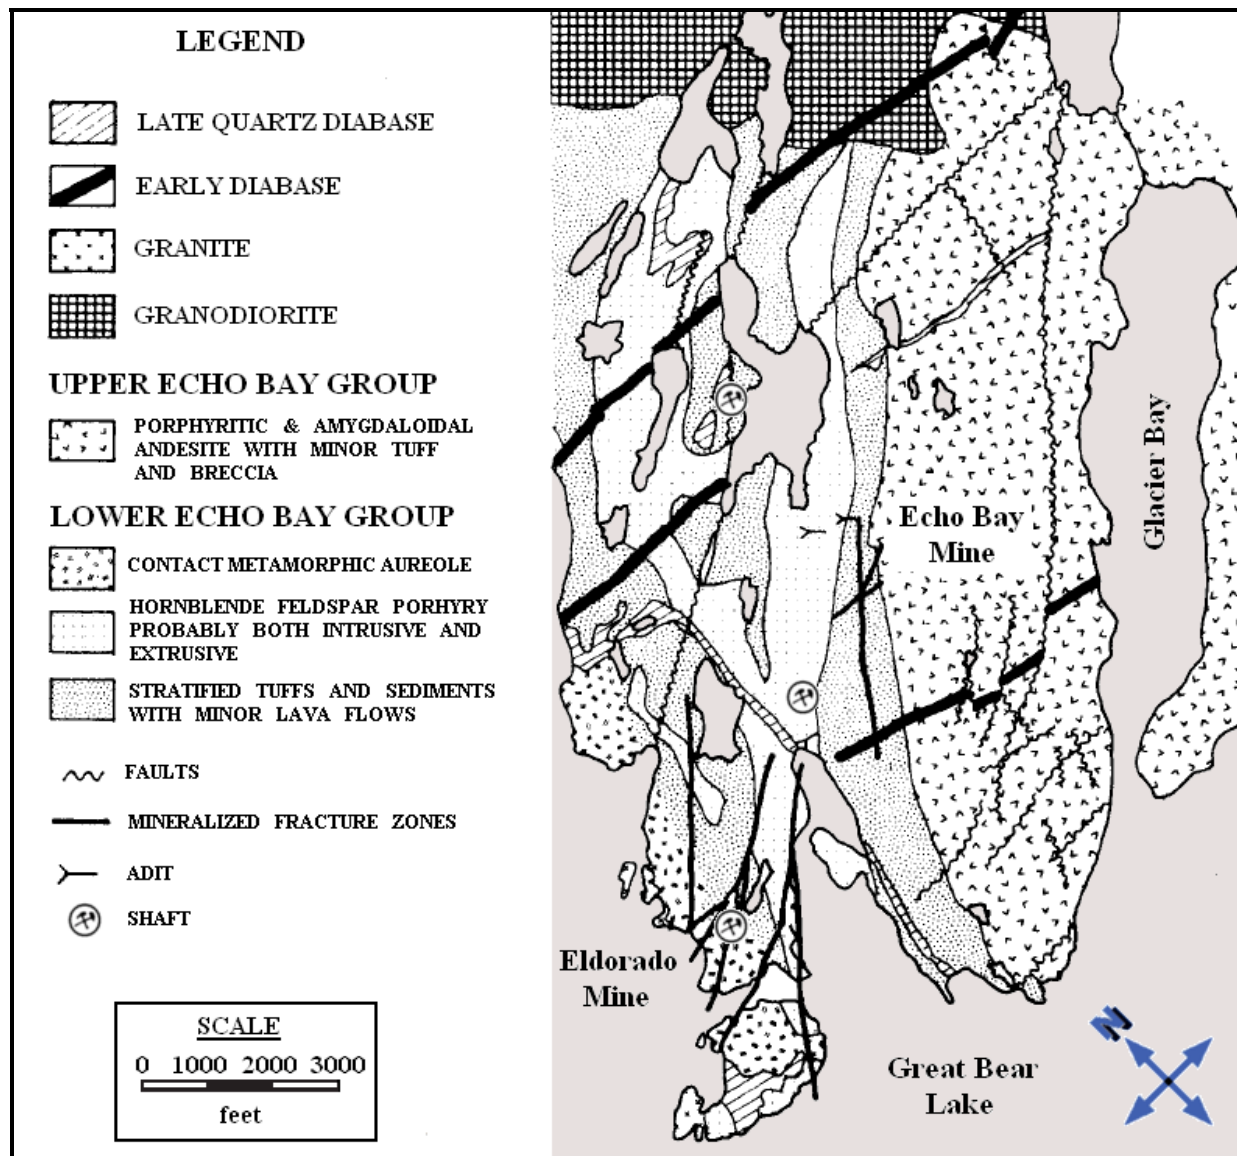 LEGEND
LATE QUARTZ DIABASE
EARLY DIABASE
GRANITE
GRANODIORITE
UPPER ECHO BAY GROUP
PORPHYRITIC & AMYGDALOIDAL
ANDESITE WITH MINOR TUFF
AND BRECCIA
LOWER ECHO BAY GROUP
CONTACT METAMORPHIC AUREOLE
HORNBLENDE FELDSPAR PORHYRY
PROBABLY BOTH INTRUSIVE AND
EXTRUSIVE
STRATIFIED TUFFS AND SEDIMENTS
WITH MINOR LAVA FLOWS
FAULTS
MINERALIZED FRACTURE ZONES
ADIT
SHAFT
SCALE
0 1000 2000 3000
feet
Echo Bay
Mine
Glacier Bay
Eldorado
Mine
Great Bear
Lake
N